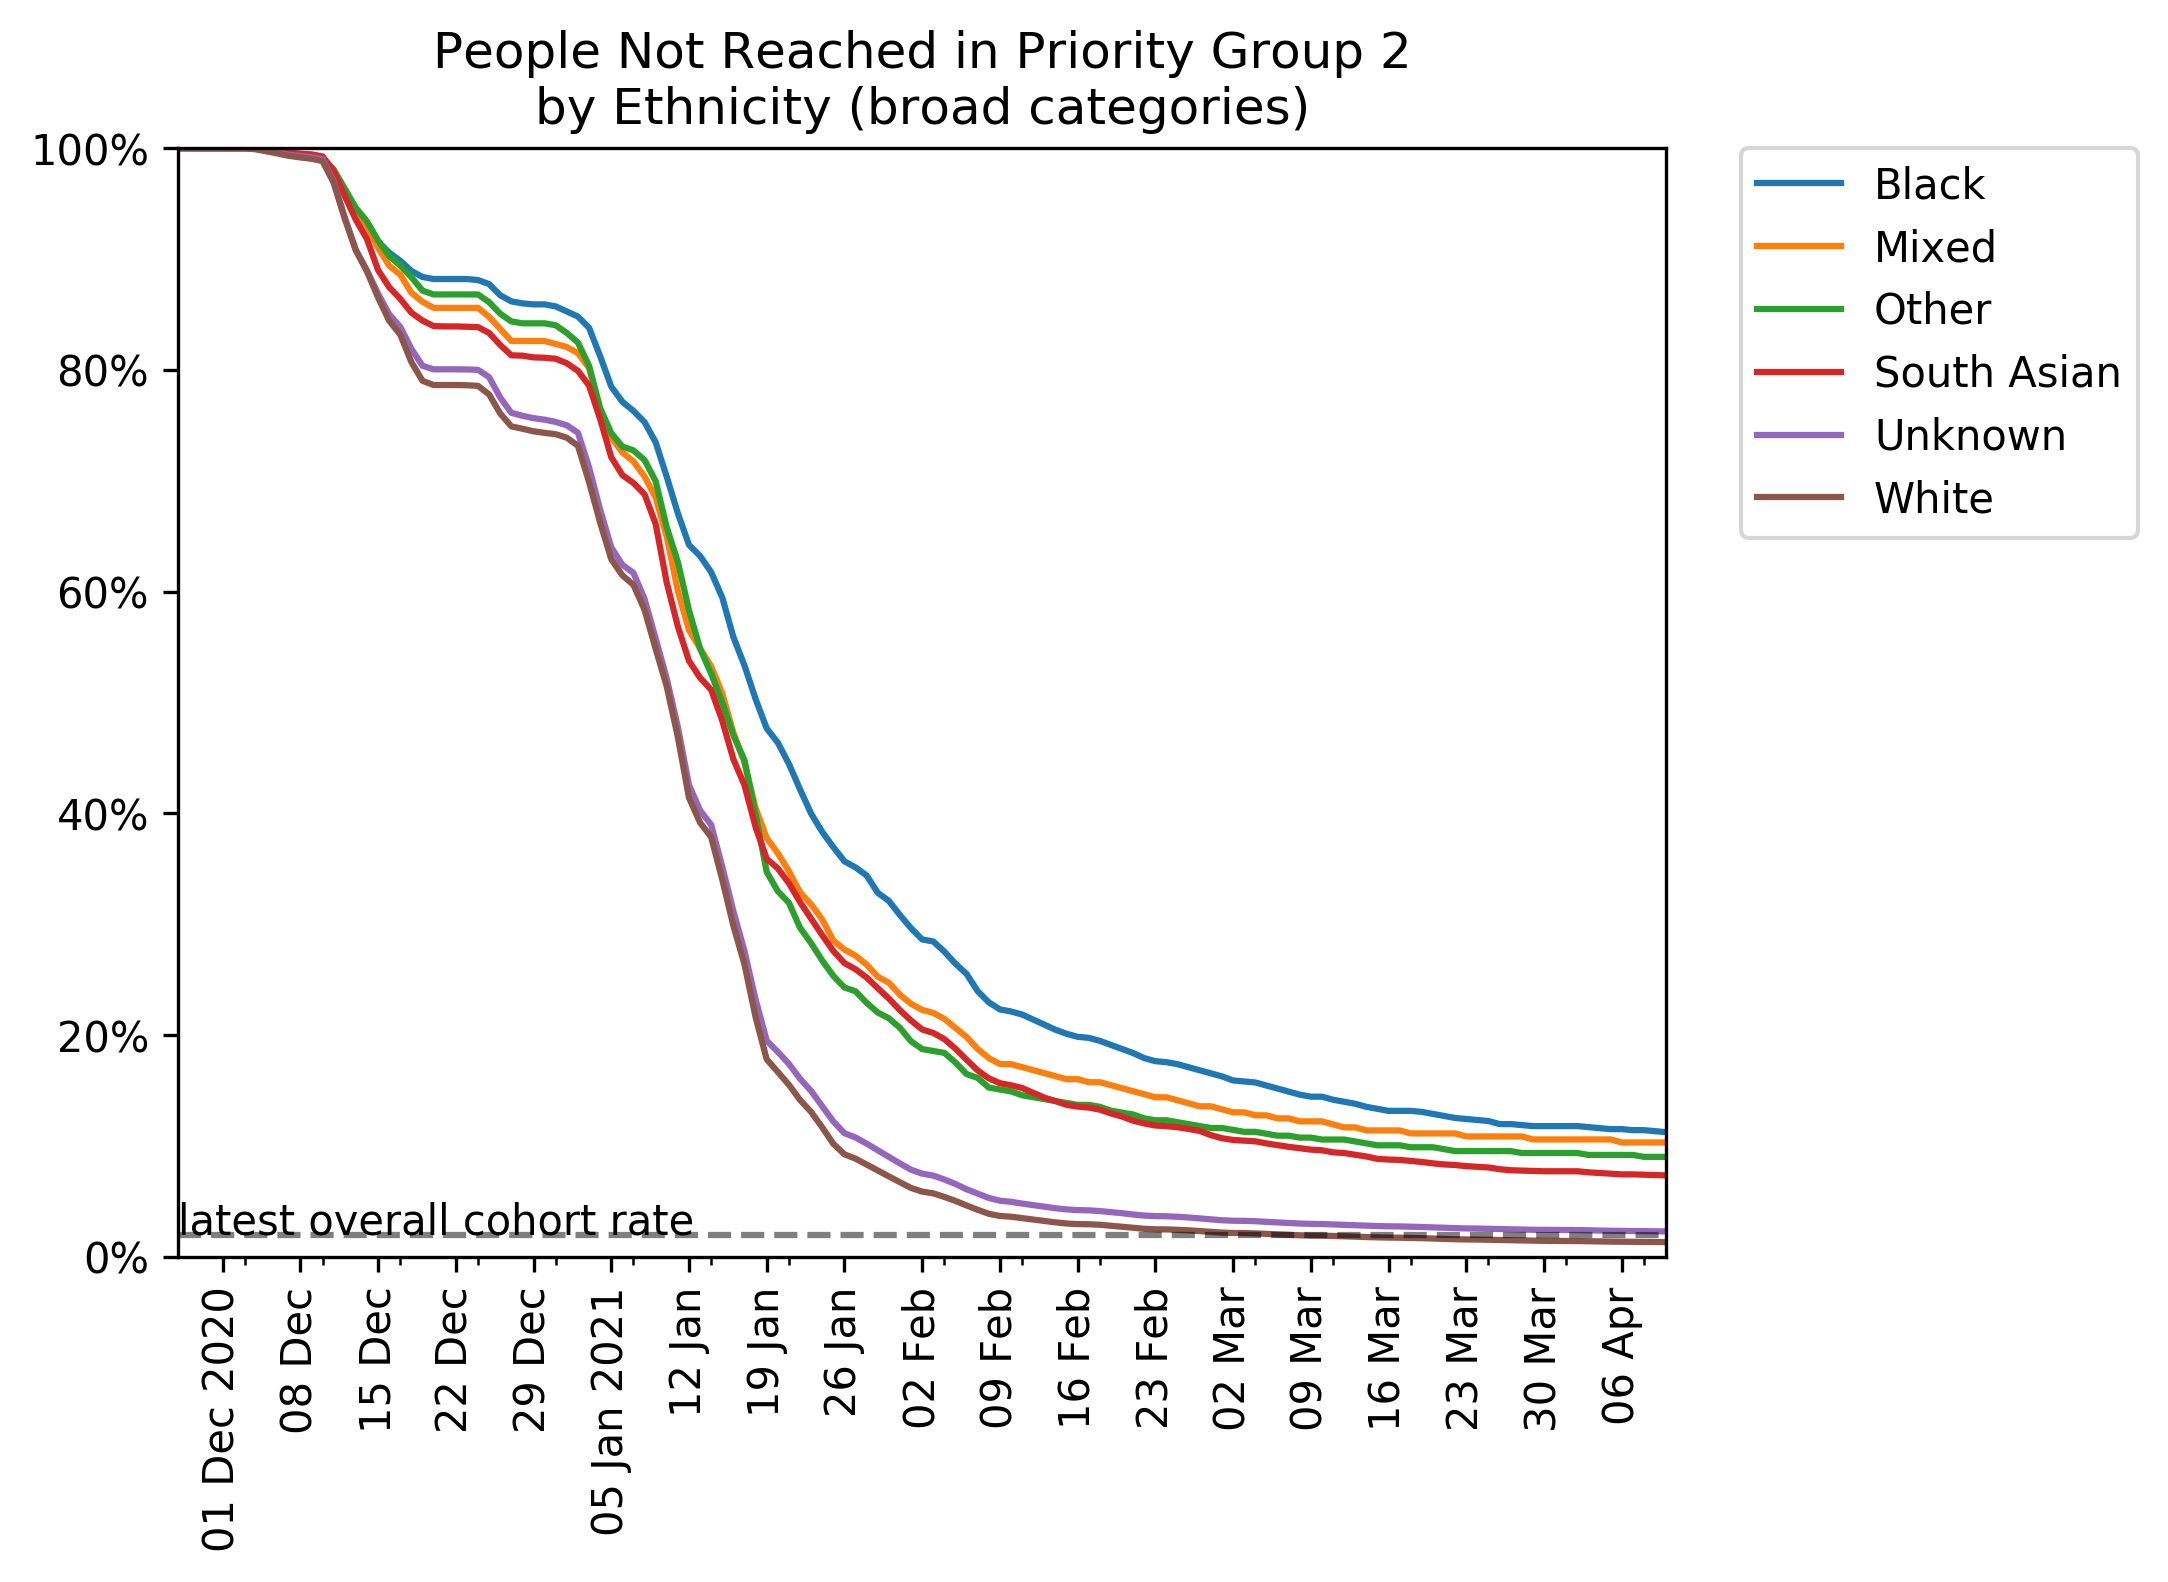 People Not Reached in Priority Group 2
by Ethnicity (broad categories)
100%
80%
60%
40%
20%
0%
latest overall cohort rate
01 Dec 2020
08 Dec
15 Dec
22 Dec
29 Dec
05 Jan 2021
12 Jan
19 Jan
26 Jan
02 Feb
09 Feb
16 Feb
23 Feb
02 Mar
09 Mar
16 Mar
23 Mar
30 Mar
06 Apr
Black
Mixed
Other
South Asian
Unknown
White